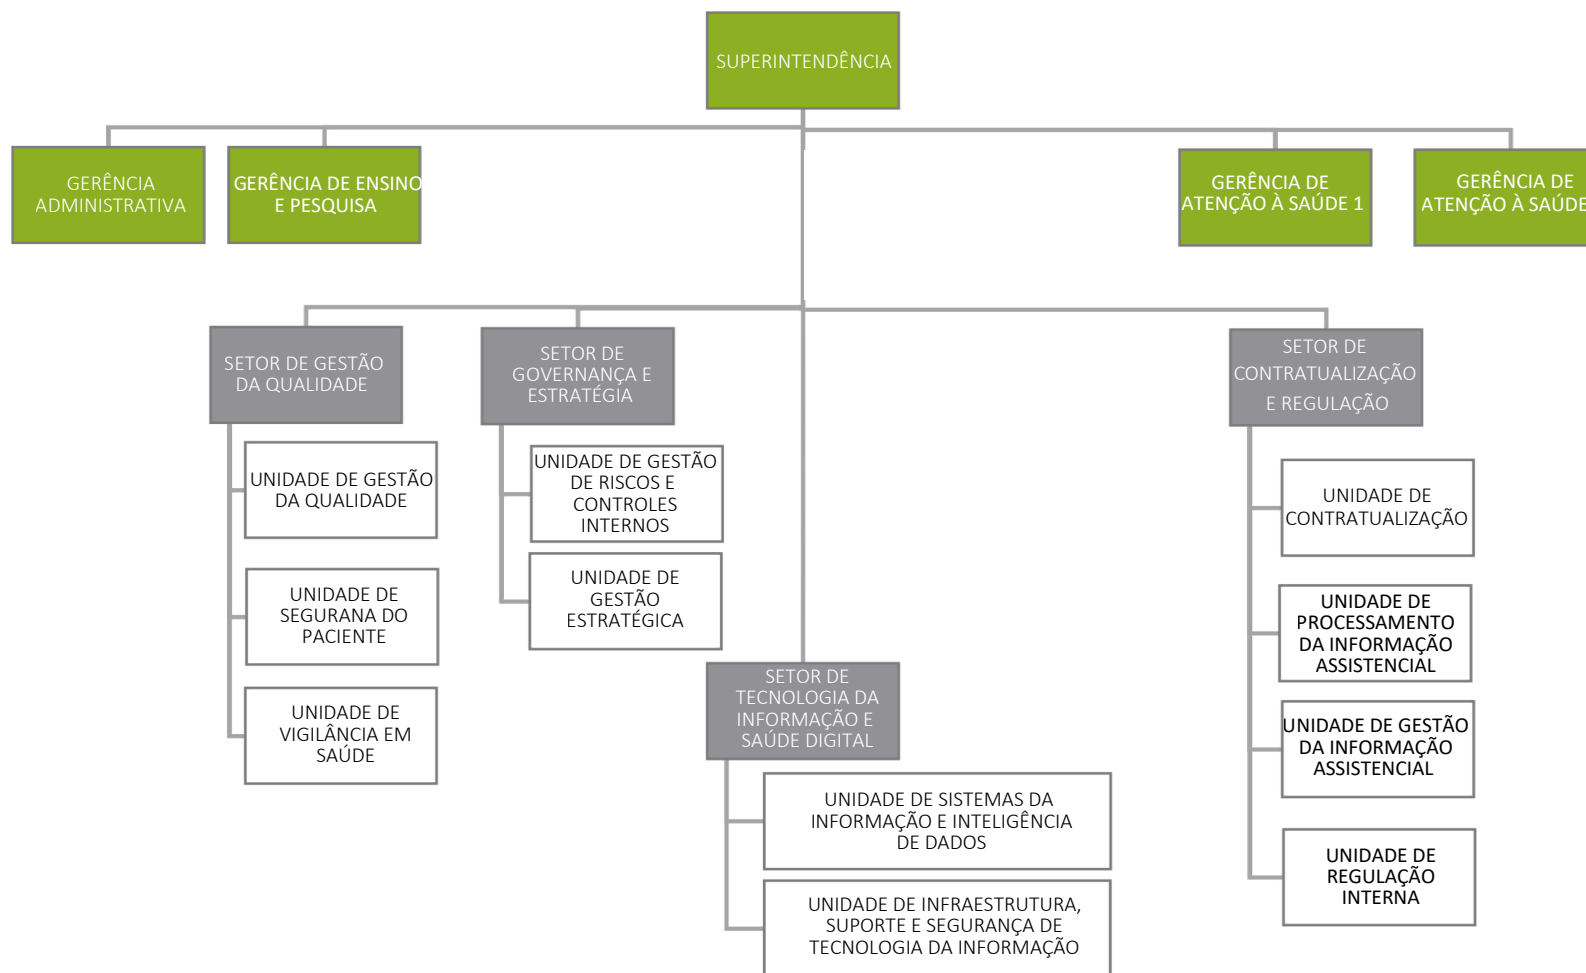 SUPERINTENDÊNCIA
GERÊNCIA
ADMINISTRATIVA
GERÊNCIA DE ENSINO
E PESQUISA
GERÊNCIA DE
ATENÇÃO À SAÚDE 1
GERÊNCIA DE
ATENÇÃO À SAÚDE
SETOR DE GESTÃO
DA QUALIDADE
SETOR DE
GOVERNANÇA E
ESTRATÉGIA
SETOR DE
CONTRATUALIZAÇÃO
E REGULAÇÃO
UNIDADE DE GESTÃO
DA QUALIDADE
UNIDADE DE
SEGURANA DO
PACIENTE
UNIDADE DE
VIGILÂNCIA EM
SAÚDE
UNIDADE DE GESTÃO
DE RISCOS E
CONTROLES
INTERNOS
UNIDADE DE
GESTÃO
ESTRATÉGICA
SETOR DE
TECNOLOGIA DA
INFORMAÇÃO E
SAÚDE DIGITAL
UNIDADE DE SISTEMAS DA
INFORMAÇÃO E INTELIGÊNCIA
DE DADOS
UNIDADE DE INFRAESTRUTURA,
SUPORTE E SEGURANÇA DE
TECNOLOGIA DA INFORMAÇÃO
UNIDADE DE
CONTRATUALIZAÇÃO
UNIDADE DE
PROCESSAMENTO
DA INFORMAÇÃO
ASSISTENCIAL
UNIDADE DE GESTÃO
DA INFORMAÇÃO
ASSISTENCIAL
UNIDADE DE
REGULAÇÃO
INTERNA